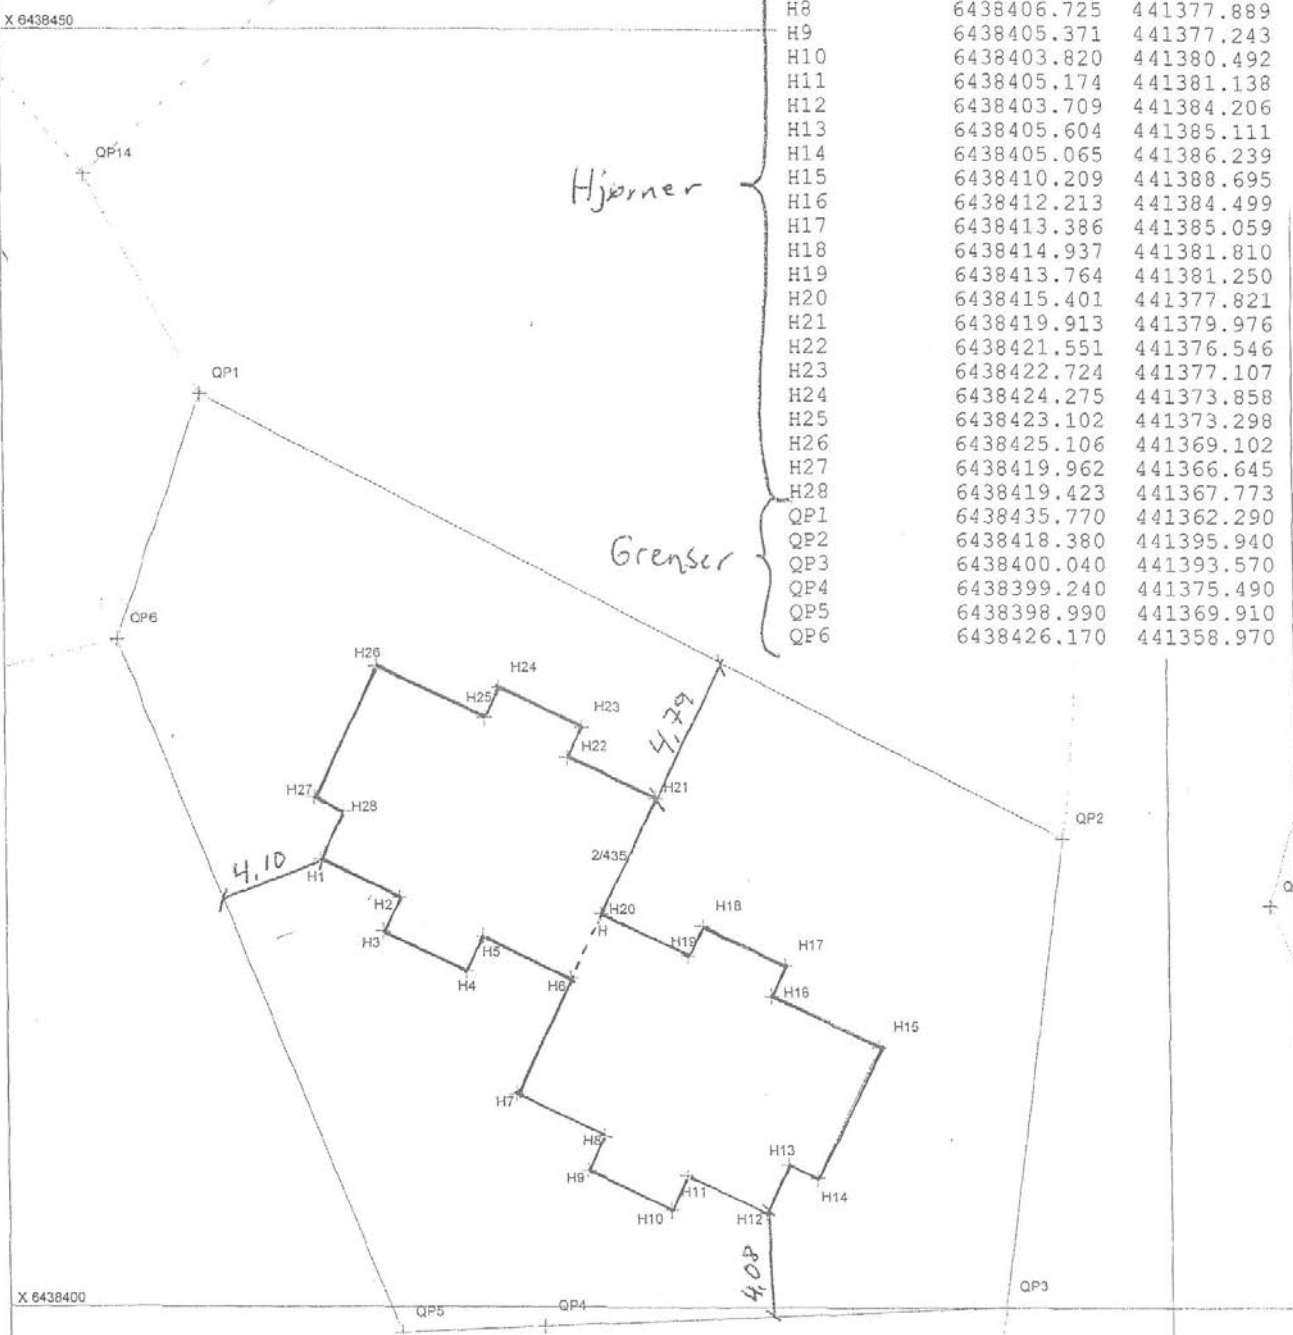 X 6438450
H8 6438406.725 441377.889
H9 6438405.371 441377.243
H10 6438403.820 441380.492
H11 6438405.174 441381.138
H12 6438403.709 441384.206
H13 6438405.604 441385.111
H14 6438405.065 441386.239
H15 6438410.209 441388.695
H16 6438412.213 441384.499
H17 6438413.386 441385.059
H18 6438414.937 441381.810
H19 6438413.764 441381.250
H20 6438415.401 441377.821
H21 6438419.913 441379.976
H22 6438421.551 441376.546
H23 6438422.724 441377.107
H24 6438424.275 441373.858
H25 6438423.102 441373.298
H26 6438425.106 441369.102
H27 6438419.962 441366.645
H28 6438419.423 441367.773
QP1 6438435.770 441362.290
QP2 6438418.380 441395.940
QP3 6438400.040 441393.570
QP4 6438399.240 441375.490
QP5 6438398.990 441369.910
QP6 6438426.170 441358.970
Hjørner
Grenser
QP14
QP1
QP6
H26
H24
H25
H23
H22
4.79
H27
H28
H21
QP2
4.10
H1
2/435
H2
H20
H
H18
H3
H5
H19
H17
H4
H6
H16
H15
H7
H8
H13
H9
H11
H14
H10
H12
4.08
X 6438400
QP5
QP4
QP3
Q